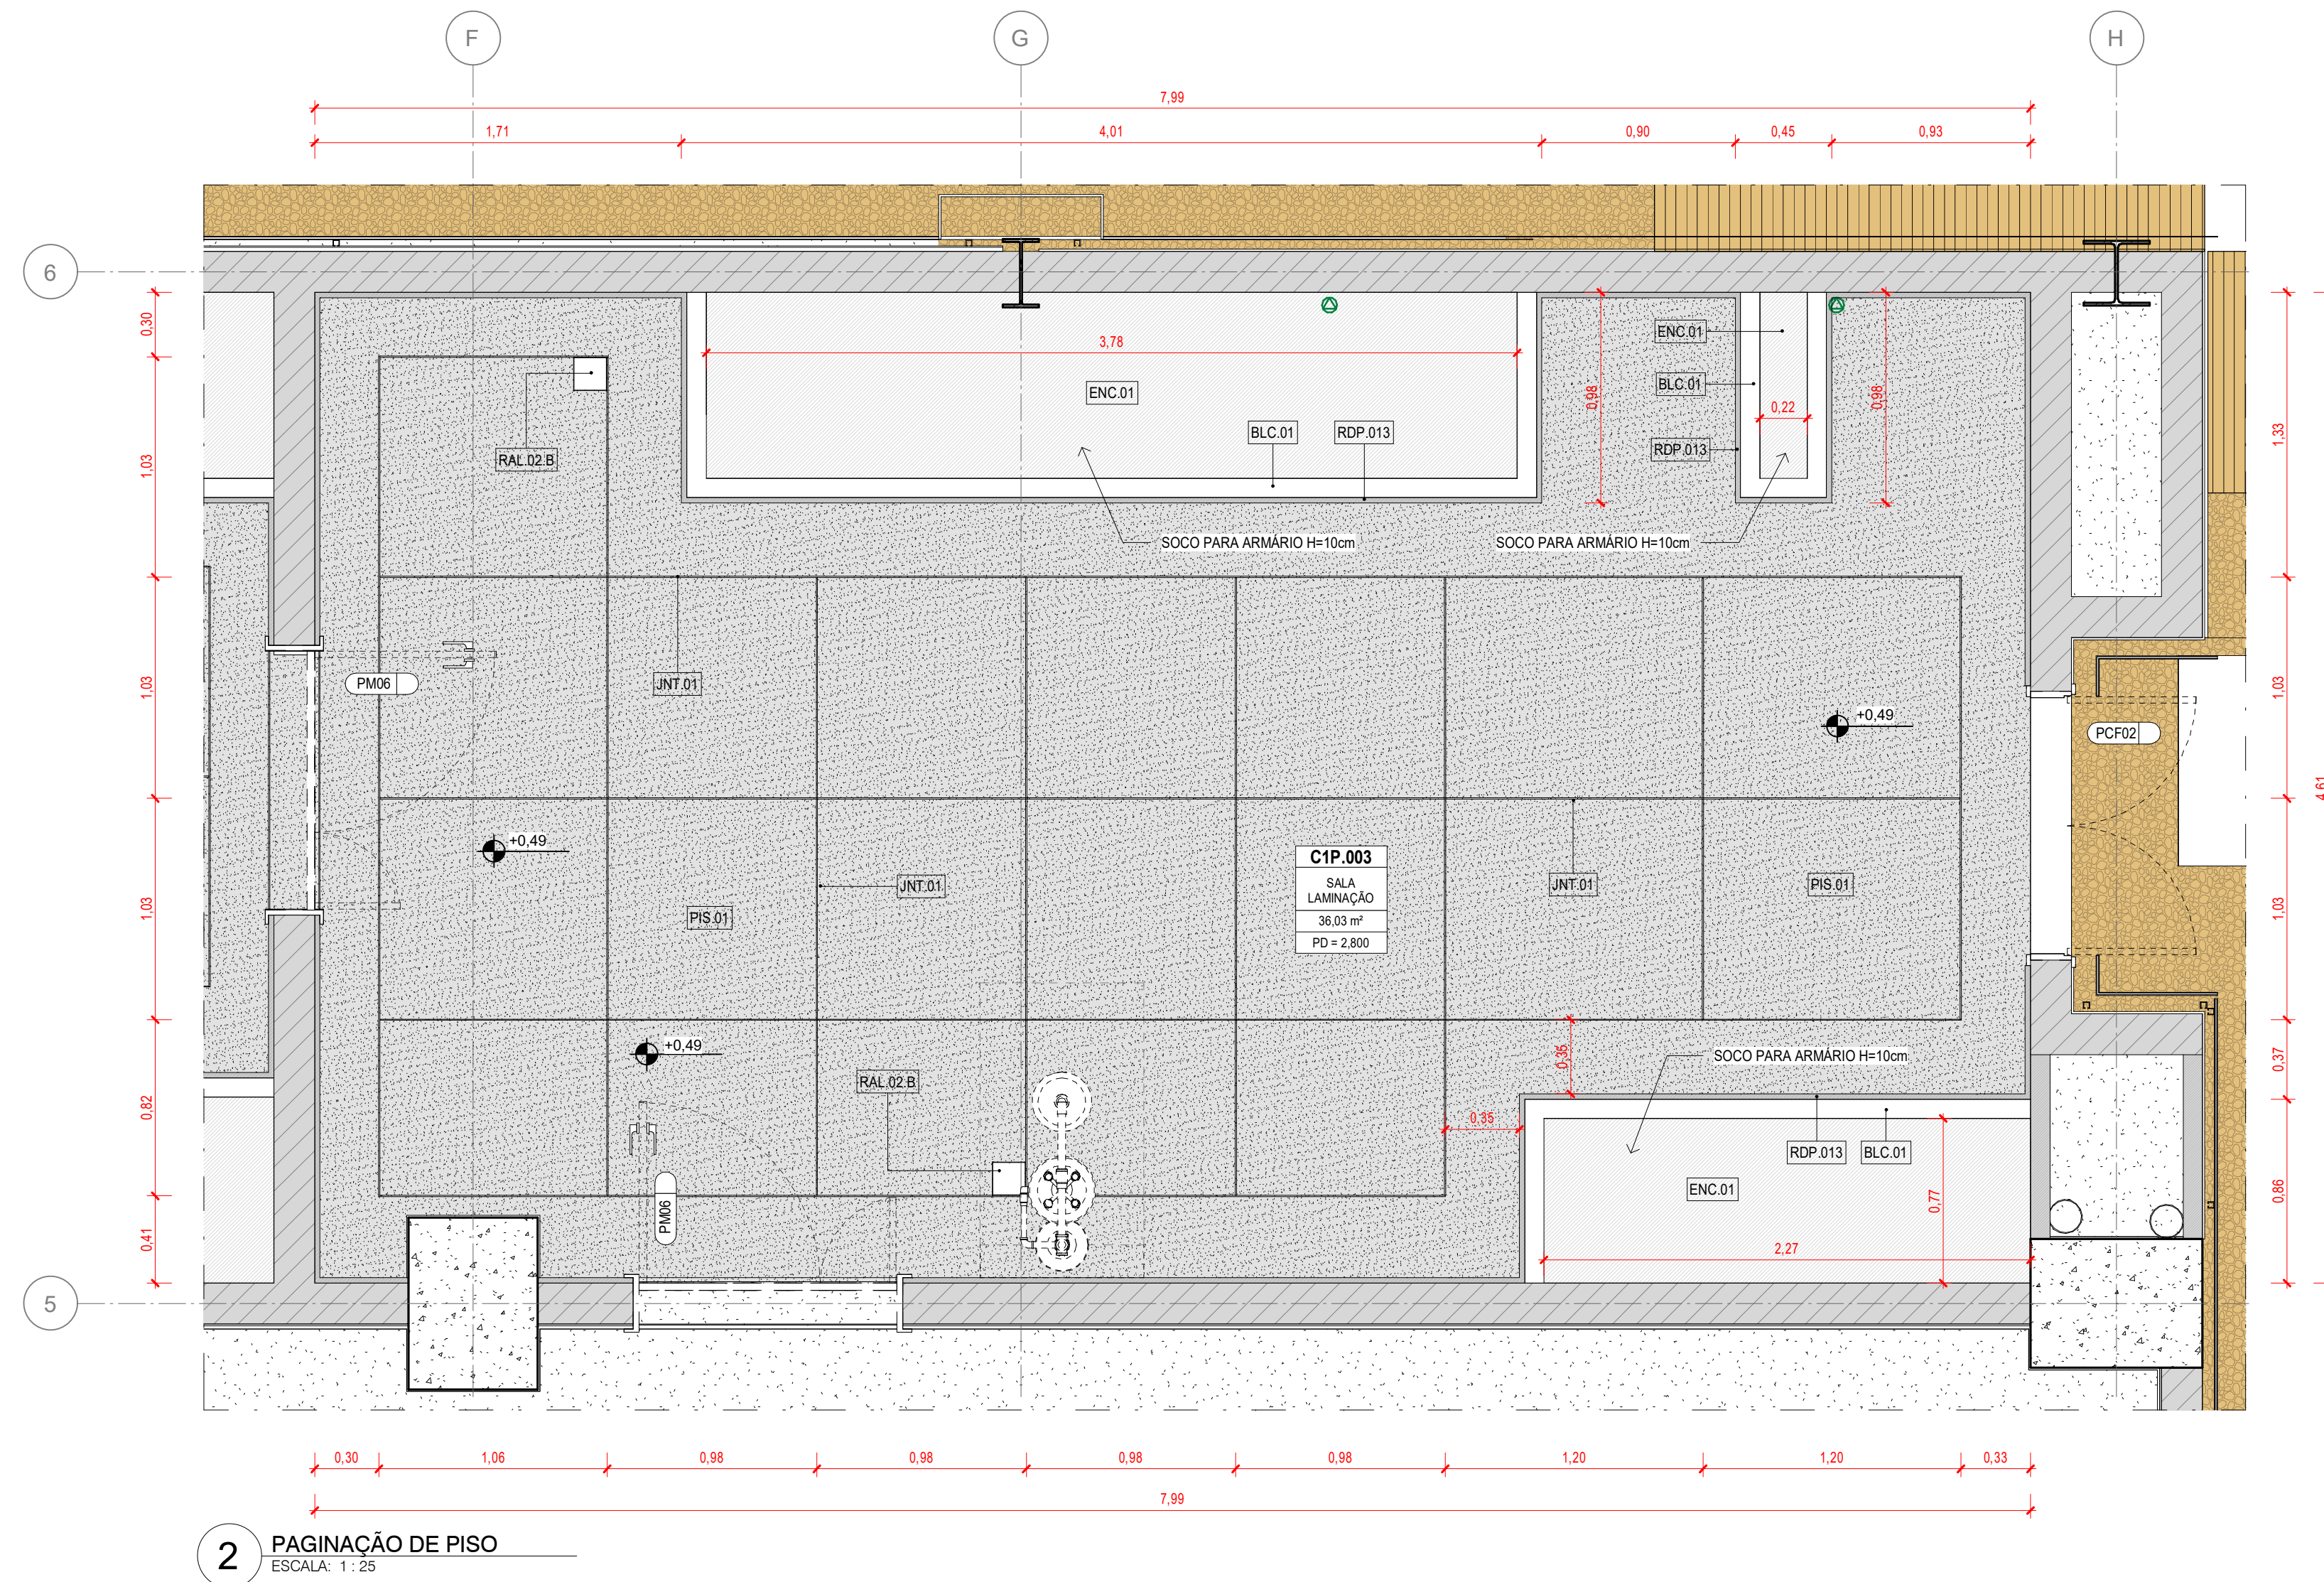 F
G
H
7,99
1,71
4,01
0,90
0,45
0,93
6
0,30
3,78
ENC.01
ENC.01
BLC.01
0,22
0,98
0,98
BLC.01
RDP.013
RDP.013
RAL.02.B
1,03
1,33
SOCO PARA ARMÁRIO H=10cm
SOCO PARA ARMÁRIO H=10cm
PM06
JNT.01
1,03
1,03
+0,49
PCF02
4,61
+0,49
C1P.003
SALA
LAMINAÇÃO
36,03 m²
PD = 2,800
JNT.01
JNT.01
PIS.01
PIS.01
1,03
1,03
+0,49
0,35
SOCO PARA ARMÁRIO H=10cm
0,37
RAL.02.B
0,82
0,35
RDP.013
BLC.01
ENC.01
0,77
0,86
PM06
0,41
2,27
5
0,30
1,06
0,98
0,98
0,98
0,98
1,20
1,20
0,33
7,99
2
PAGINAÇÃO DE PISO
ESCALA: 1 : 25